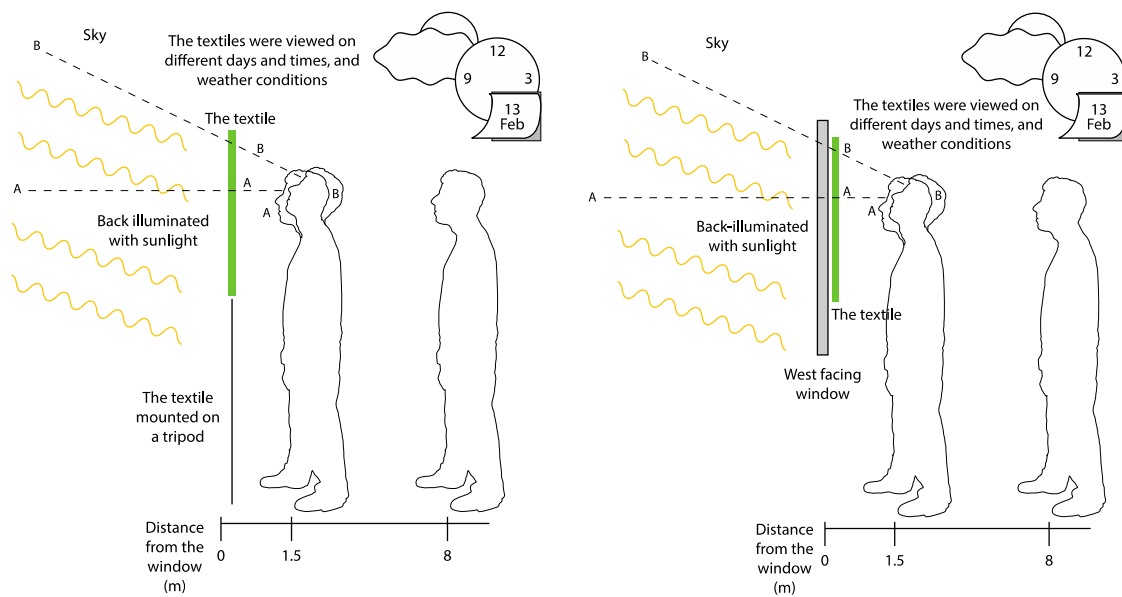 Sky
B
The textiles were viewed on
different days and times, and
weather conditions
12
9
3
13
Feb
The textile
B
A
A
A
B
Back illuminated
with sunlight
The textile
mounted on
a tripod
Distance
from the
window
(m)
0
1.5
8
Sky
B
12
9
3
13
Feb
The textiles were viewed on
different days and times, and
weather conditions
B
A
A
A
B
Back-illuminated
with sunlight
The textile
West facing
window
Distance
from the
window
(m)
0
1.5
8